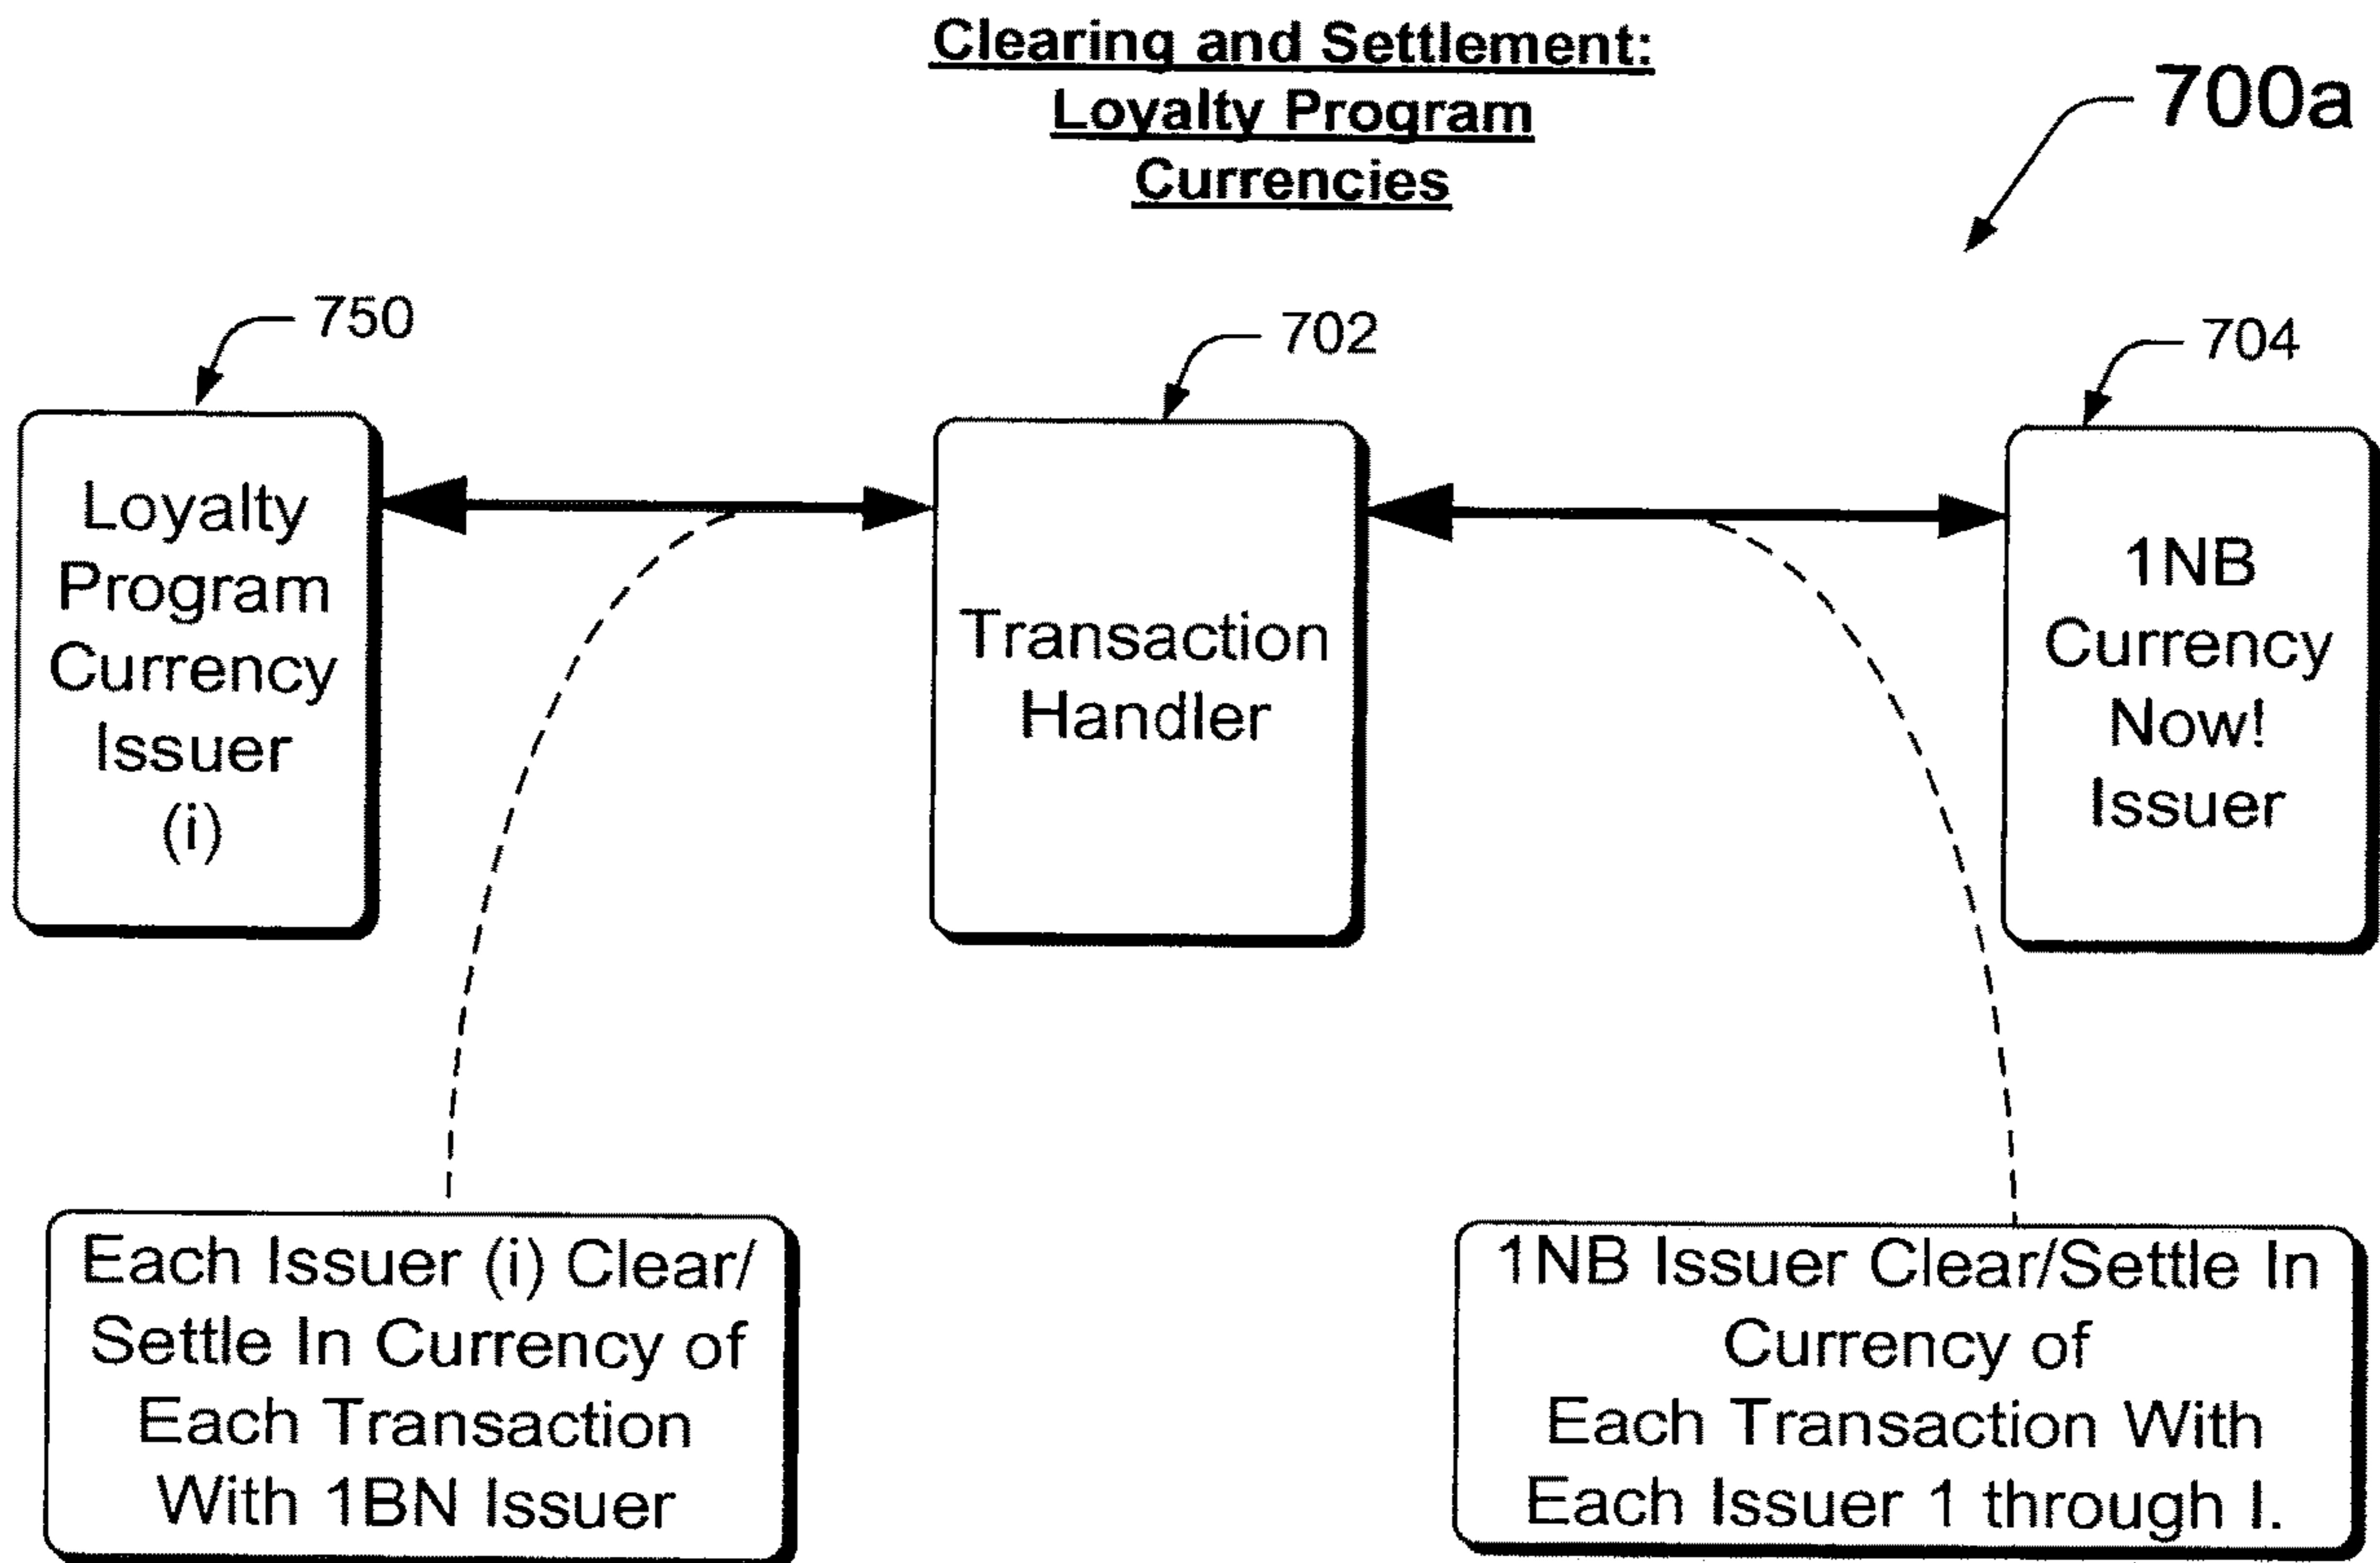 Clearing and Settlement:
Loyalty Program
Currencies
700a
750
702
704
Loyalty
Program
Currency
Issuer
(i)
Transaction
Handler
1NB
Currency
Now!
Issuer
Each Issuer (i) Clear/
Settle In Currency of
Each Transaction
With 1BN Issuer
1NB Issuer Clear/Settle In
Currency of
Each Transaction With
Each Issuer 1 through I.